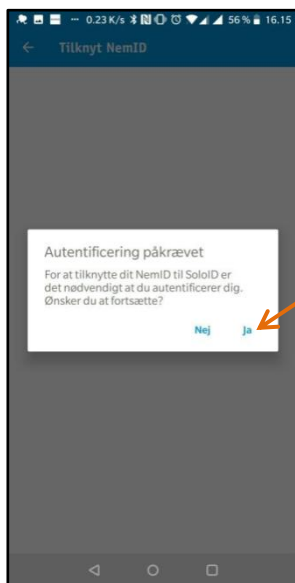 0.23 K/s 56 % 16.15
Tilknyt NemID
Autentificering påkrævet
For at tilknytte dit NemID til SoloID er
det nødvendigt at du autentificerer dig.
Ønsker du at fortsætte?
Nej Ja